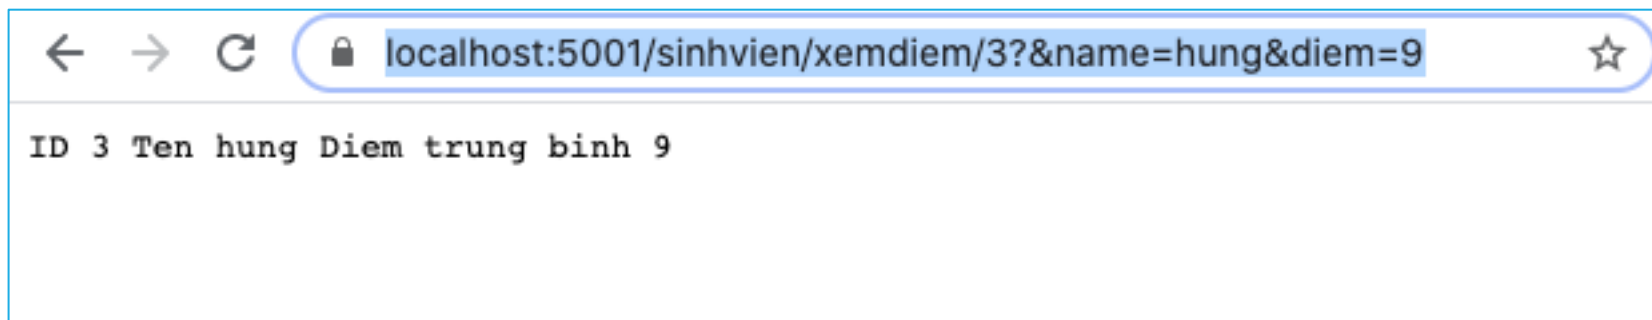 localhost:5001/sinhvien/xemdiem/3?&name=hung&diem=9
ID 3 Ten hung Diem trung binh 9